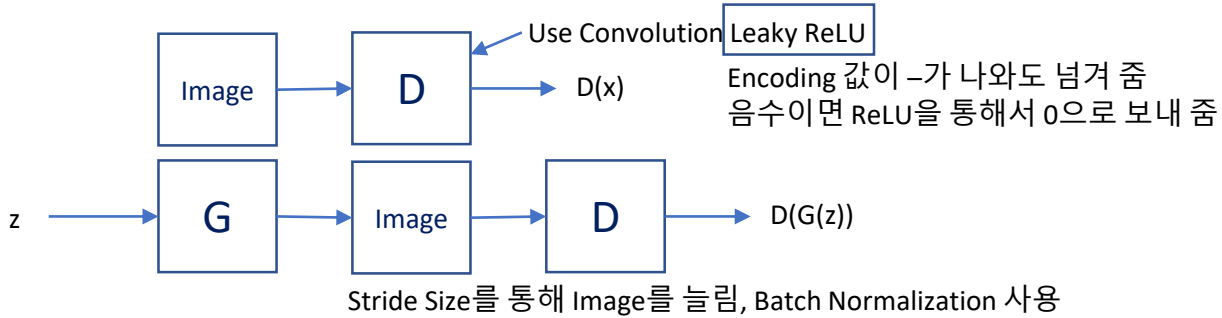 Use Convolution Leaky ReLU
Image
D
D(x)
Encoding 값이 –가 나와도 넘겨 줌
음수이면 ReLU을 통해서 0으로 보내 줌
z
G
Image
D
D(G(z))
Stride Size를 통해 Image를 늘림, Batch Normalization 사용